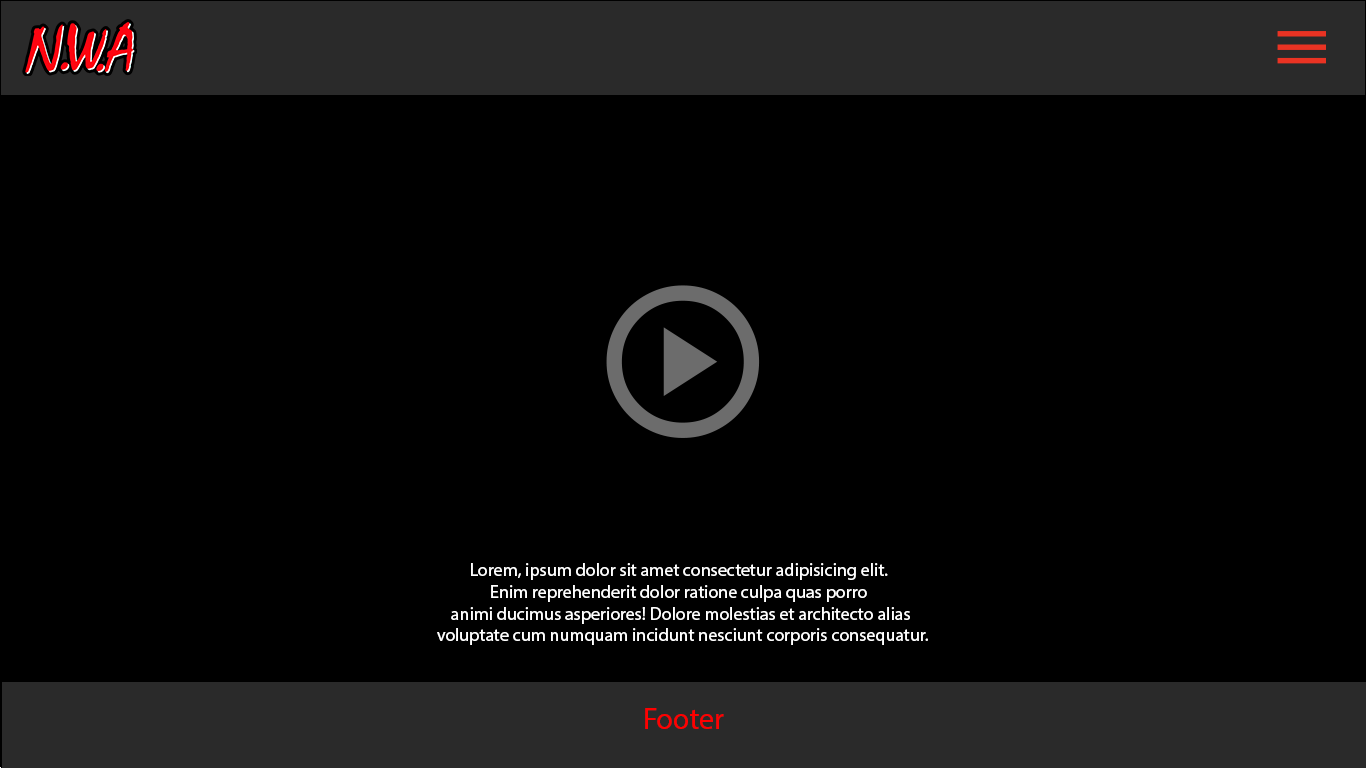 N.W.A
Lorem, ipsum dolor sit amet consectetur adipisicing elit.
Enim reprehenderit dolor ratione culpa quas porro
animi ducimus asperiores! Dolore molestias et architecto alias
voluptate cum numquam incidunt nesciunt corporis consequatur.
Footer